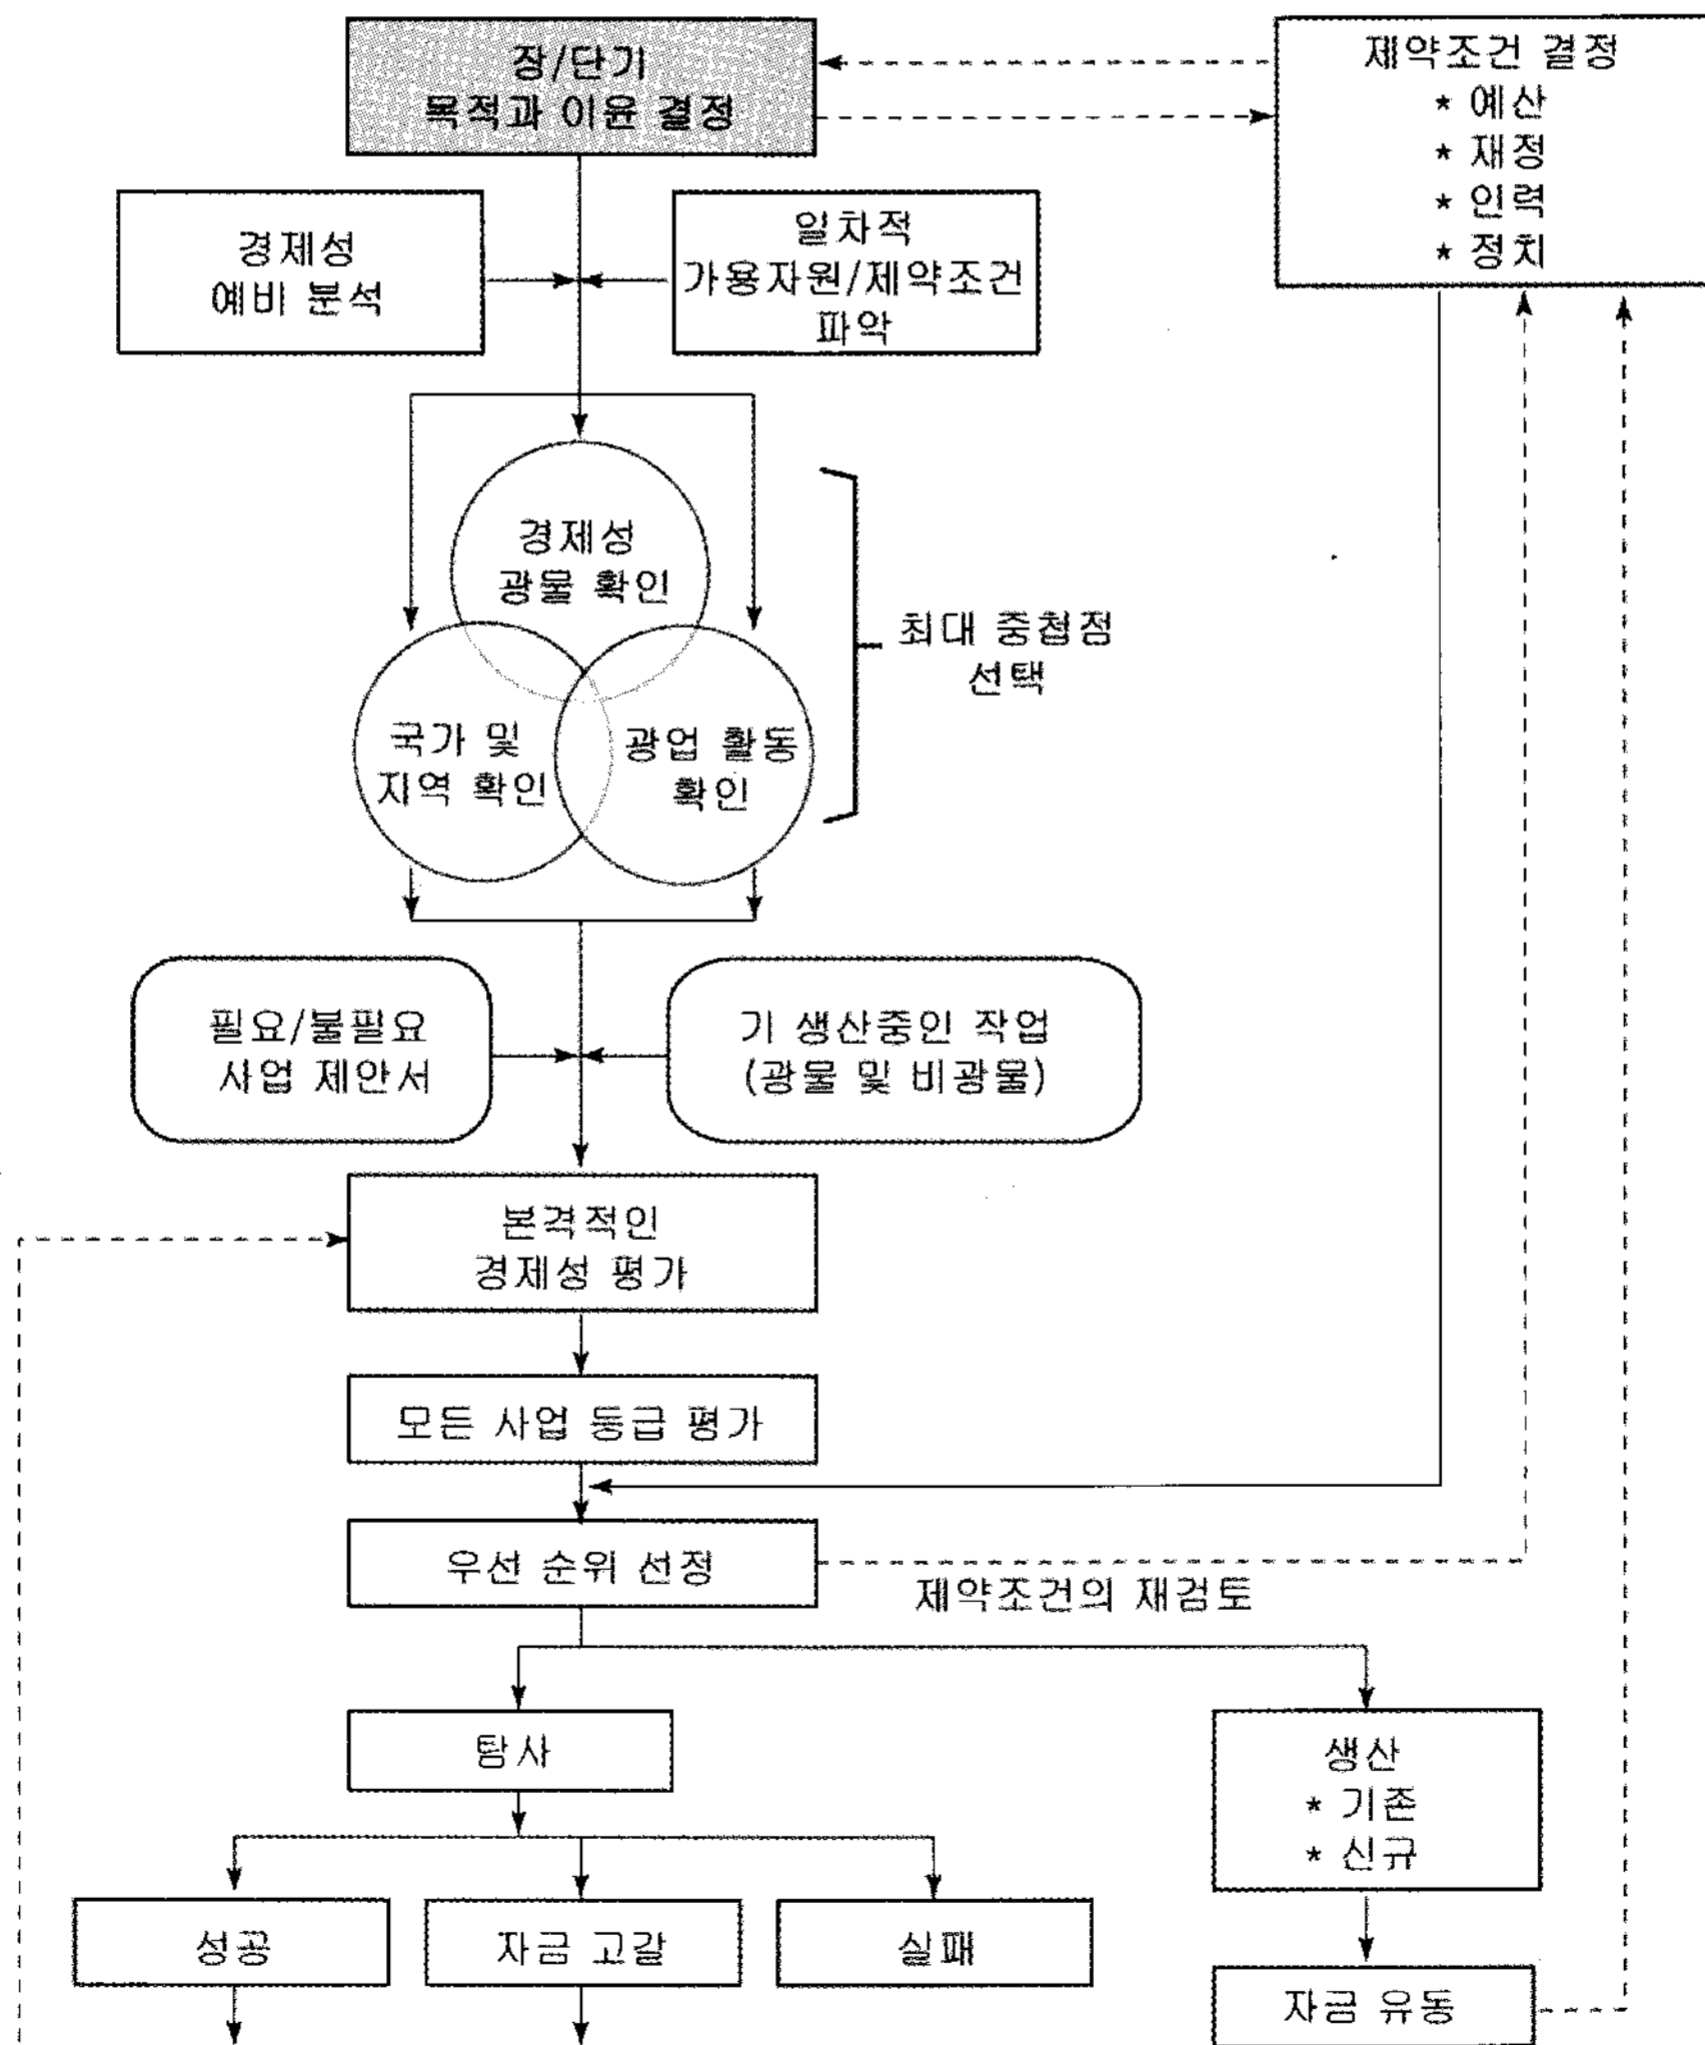 장/단기
목적과 이윤 결정
제약조건 결정
* 예산
* 재정
* 인력
* 정치
경제성
예비 분석
일차적
가용자원/제약조건
파악
경제성
광물 확인
최대 중첩점
선택
국가 및
지역 확인
광업 활동
확인
필요/불필요
사업 제안서
기 생산중인 작업
(광물 및 비광물)
본격적인
경제성 평가
모든 사업 등급 평가
우선 순위 선정
제약조건의 재검토
탐사
생산
* 기존
* 신규
성공
자금 고갈
실패
자금 유동